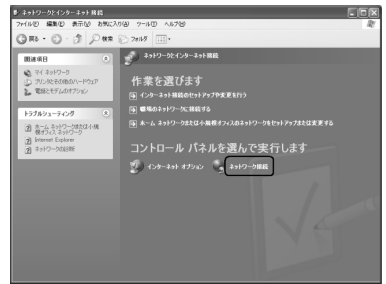 ネットワークとインターネット接続
ファイル(F) 編集(E) 表示(V) お気に入り(A) ツール(T) ヘルプ(H)
戻る 検索 フォルダ
関連項目
マイ ネットワーク
プリンタとその他のハードウェア
電話とモデムのオプション
トラブルシューティング
ホーム ネットワークまたは小規
模オフィス ネットワーク
Internet Explorer
ネットワークの診断
ネットワークとインターネット接続
作業を選びます
インターネット接続のセットアップや変更を行う
職場のネットワークに接続する
ホーム ネットワークまたは小規模オフィスのネットワークをセットアップまたは変更する
コントロール パネルを選んで実行します
インターネット オプション ネットワーク接続